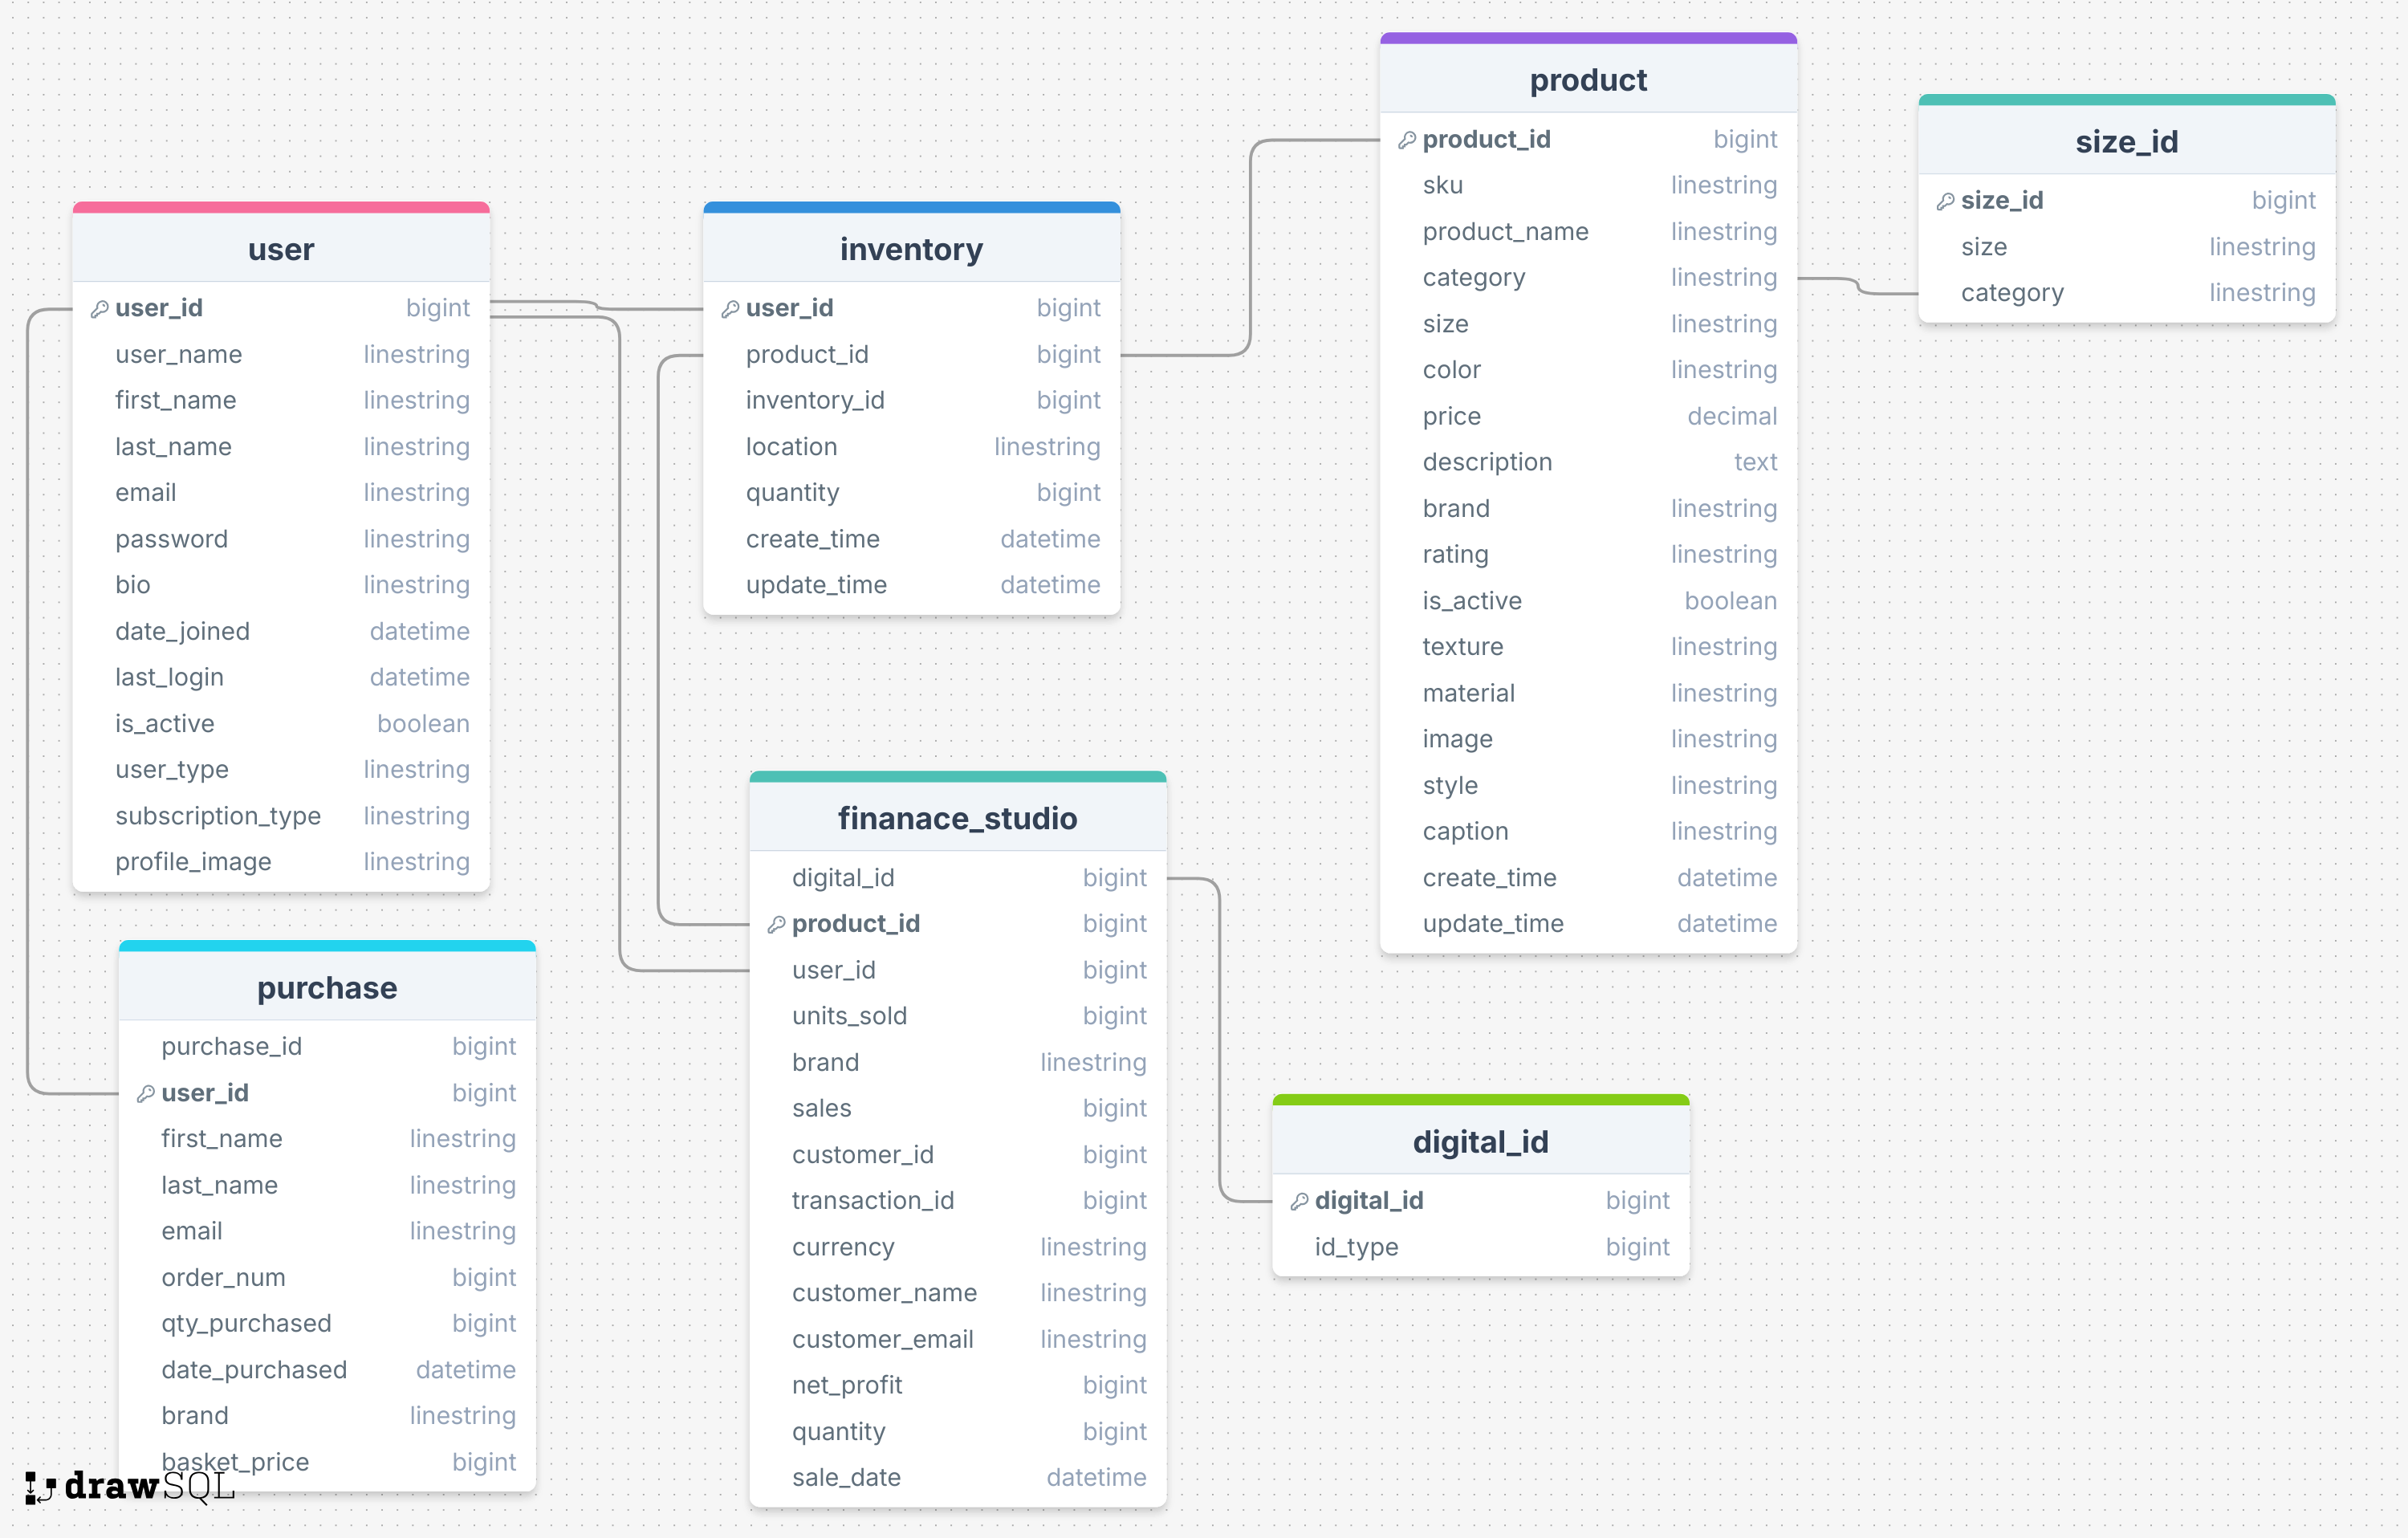 user
user_id bigint
user_name linestring
first_name linestring
last_name linestring
email linestring
password linestring
bio linestring
date_joined datetime
last_login datetime
is_active boolean
user_type linestring
subscription_type linestring
profile_image linestring
inventory
user_id bigint
product_id bigint
inventory_id bigint
location linestring
quantity bigint
create_time datetime
update_time datetime
product
product_id bigint
sku linestring
product_name linestring
category linestring
size linestring
color linestring
price decimal
description text
brand linestring
rating linestring
is_active boolean
texture linestring
material linestring
image linestring
style linestring
caption linestring
create_time datetime
update_time datetime
size_id
size_id bigint
size linestring
category linestring
purchase
purchase_id bigint
user_id bigint
first_name linestring
last_name linestring
email linestring
order_num bigint
qty_purchased bigint
date_purchased datetime
brand linestring
basket_price bigint
finanace_studio
digital_id bigint
product_id bigint
user_id bigint
units_sold bigint
brand linestring
sales bigint
customer_id bigint
transaction_id bigint
currency linestring
customer_name linestring
customer_email linestring
net_profit bigint
quantity bigint
sale_date datetime
digital_id
digital_id bigint
id_type bigint
drawSQL